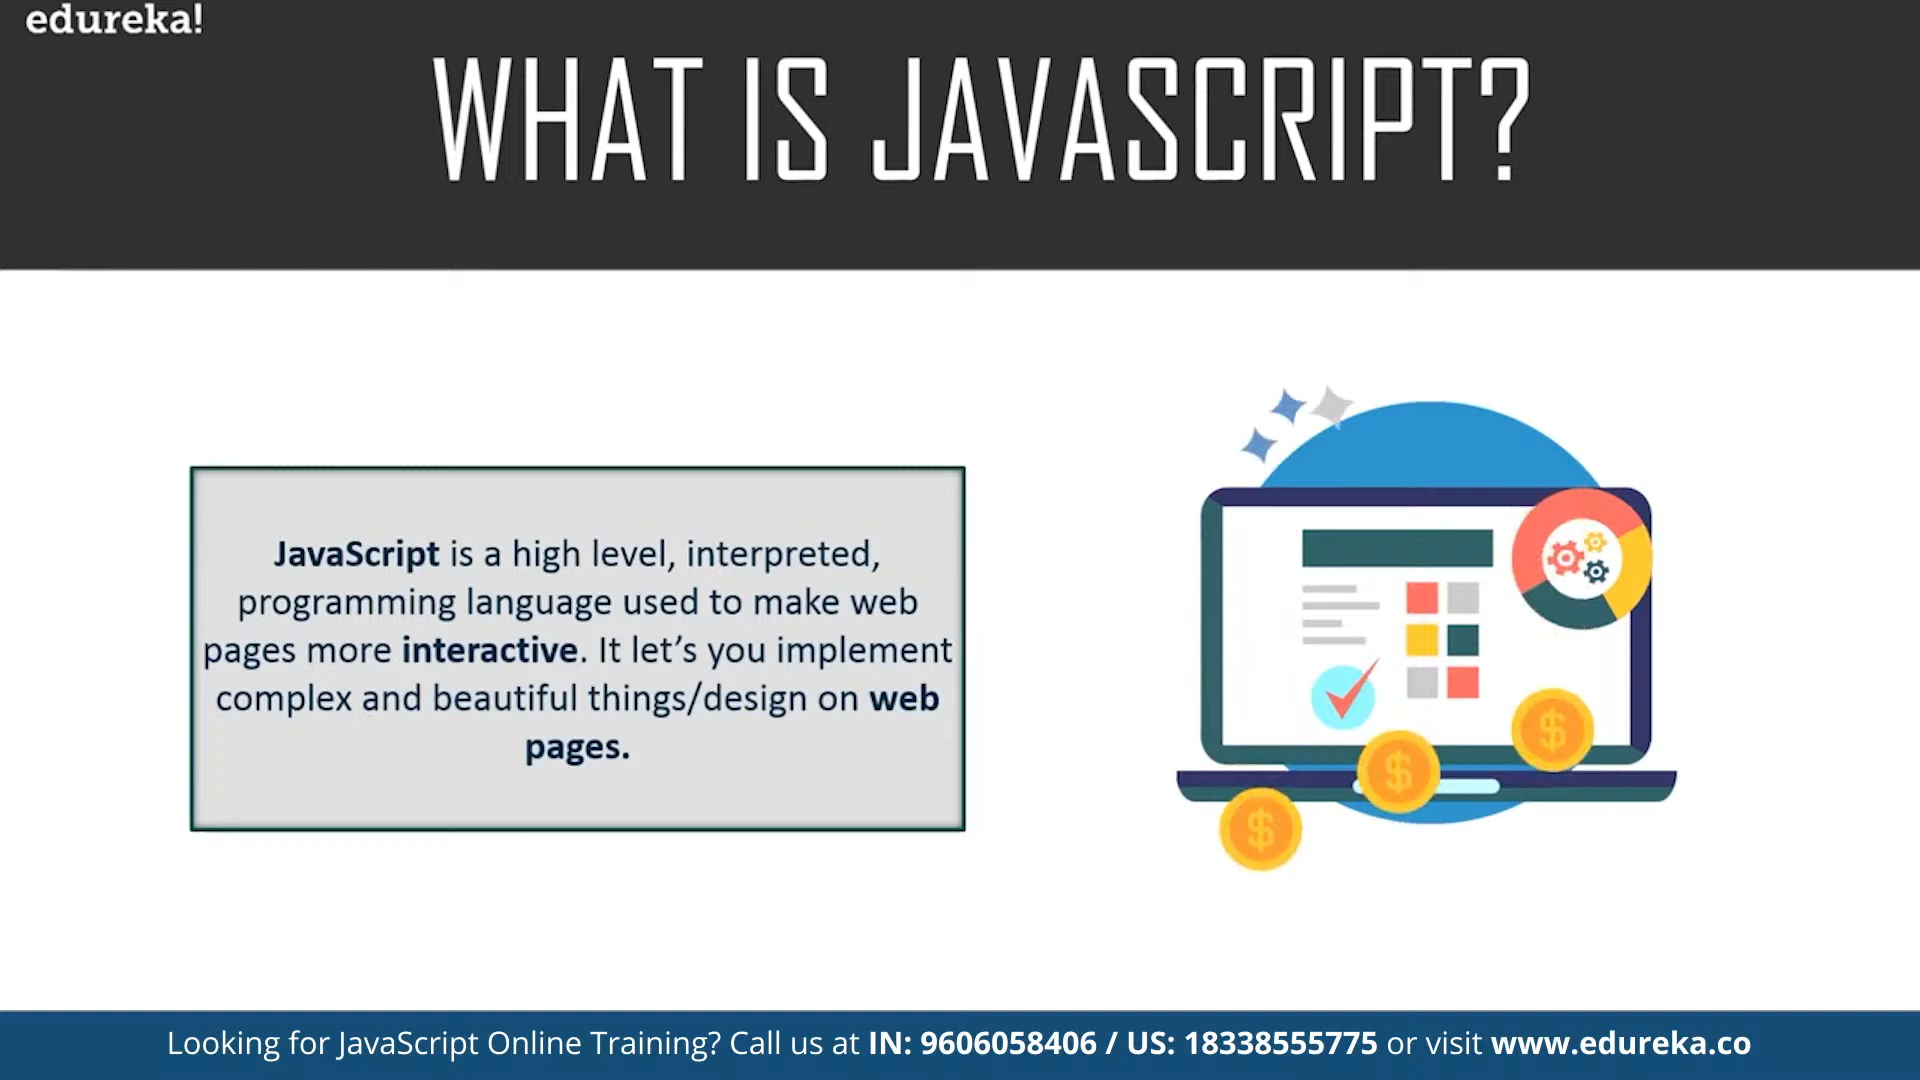 edureka!
WHAT IS JAVASCRIPT?
JavaScript is a high level, interpreted,
programming language used to make web
pages more interactive. It let’s you implement
complex and beautiful things/design on web
pages.
$
$
$
Looking for JavaScript Online Training? Call us at IN: 9606058406 / US: 18338555775 or visit www.edureka.co